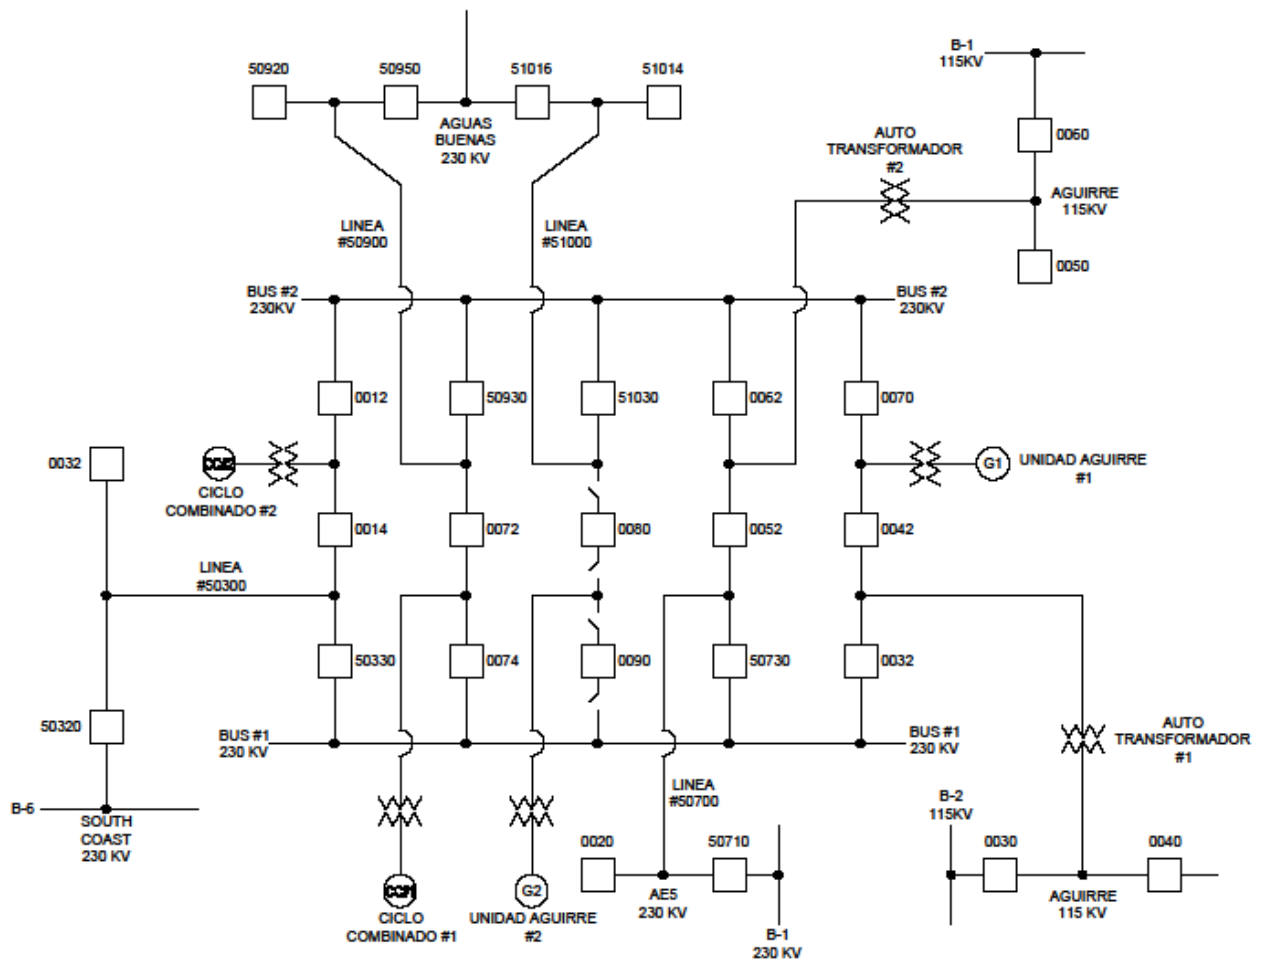 50920
50950
51016
51014
AGUAS
BUENAS
230 KV
B-1
115KV
0060
AUTO
TRANSFORMADOR
#2
AGUIRRE
115KV
0050
LINEA
#50900
LINEA
#51000
BUS #2
230KV
BUS #2
230KV
0012
50930
51030
0062
0070
0032
CICLO
COMBINADO #2
G1
UNIDAD AGUIRRE
#1
0014
0072
0080
0052
0042
LINEA
#50300
50330
0074
0090
50730
0032
50320
BUS #1
230 KV
BUS #1
230 KV
AUTO
TRANSFORMADOR
#1
B-6
SOUTH
COAST
230 KV
LINEA
#50700
B-2
115KV
0020
50710
0030
0040
CCP1
G2
AE5
230 KV
AGUIRRE
115 KV
CICLO
COMBINADO #1
UNIDAD AGUIRRE
#2
B-1
230 KV